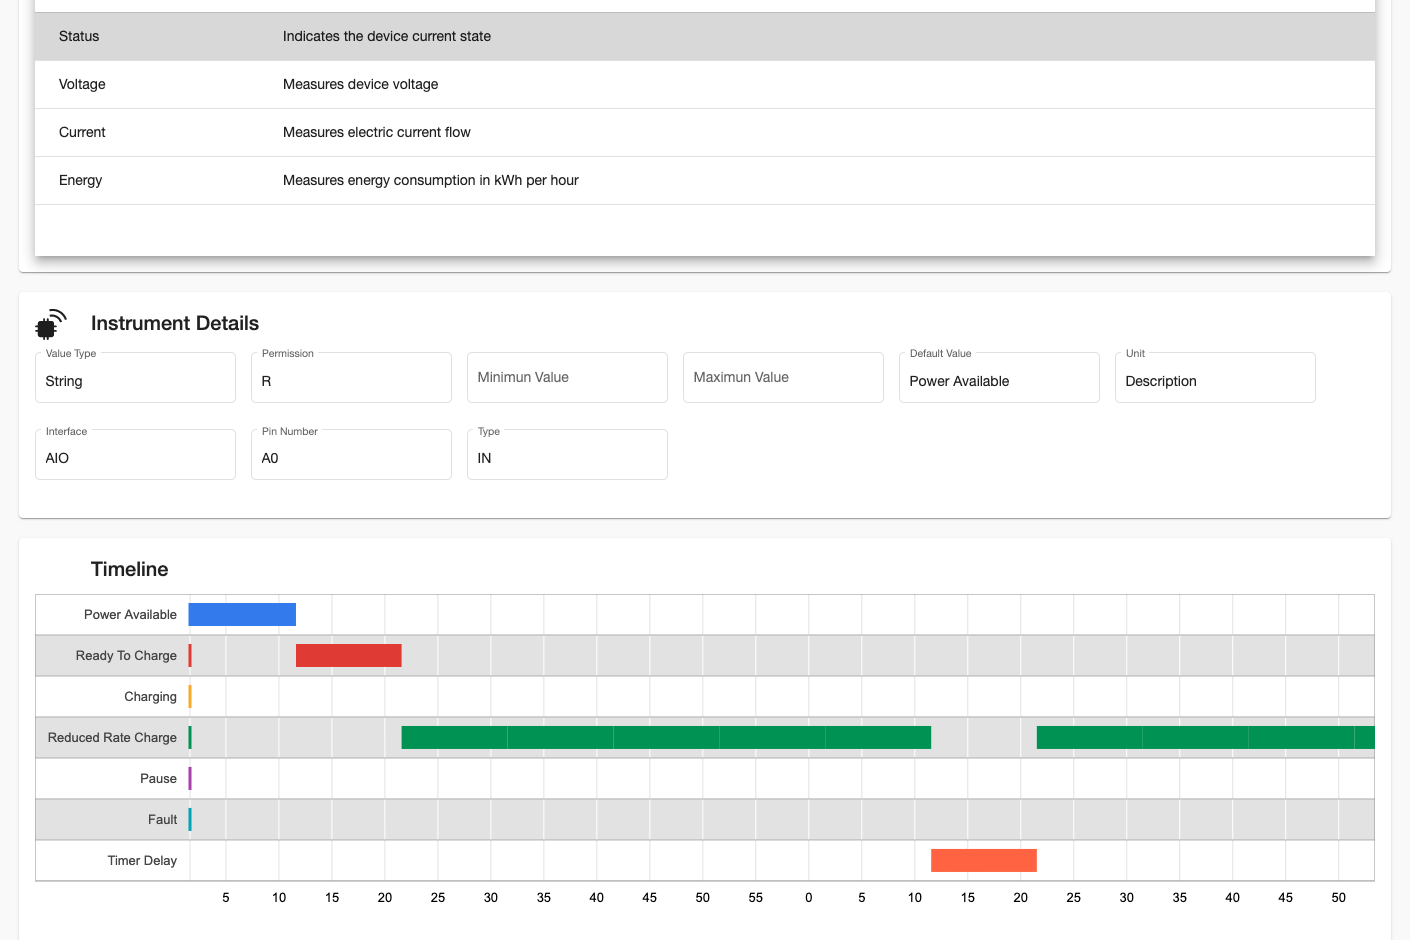 Status Indicates the device current state
Voltage Measures device voltage
Current Measures electric current flow
Energy Measures energy consumption in kWh per hour
Instrument Details
Value Type Permission Default Value Unit
String R Minimun Value Maximun Value Power Available Description
Interface Pin Number Type
AIO A0 IN
Timeline
Power Available
Ready To Charge
Charging
Reduced Rate Charge
Pause
Fault
Timer Delay
5 10 15 20 25 30 35 40 45 50 55 0 5 10 15 20 25 30 35 40 45 50